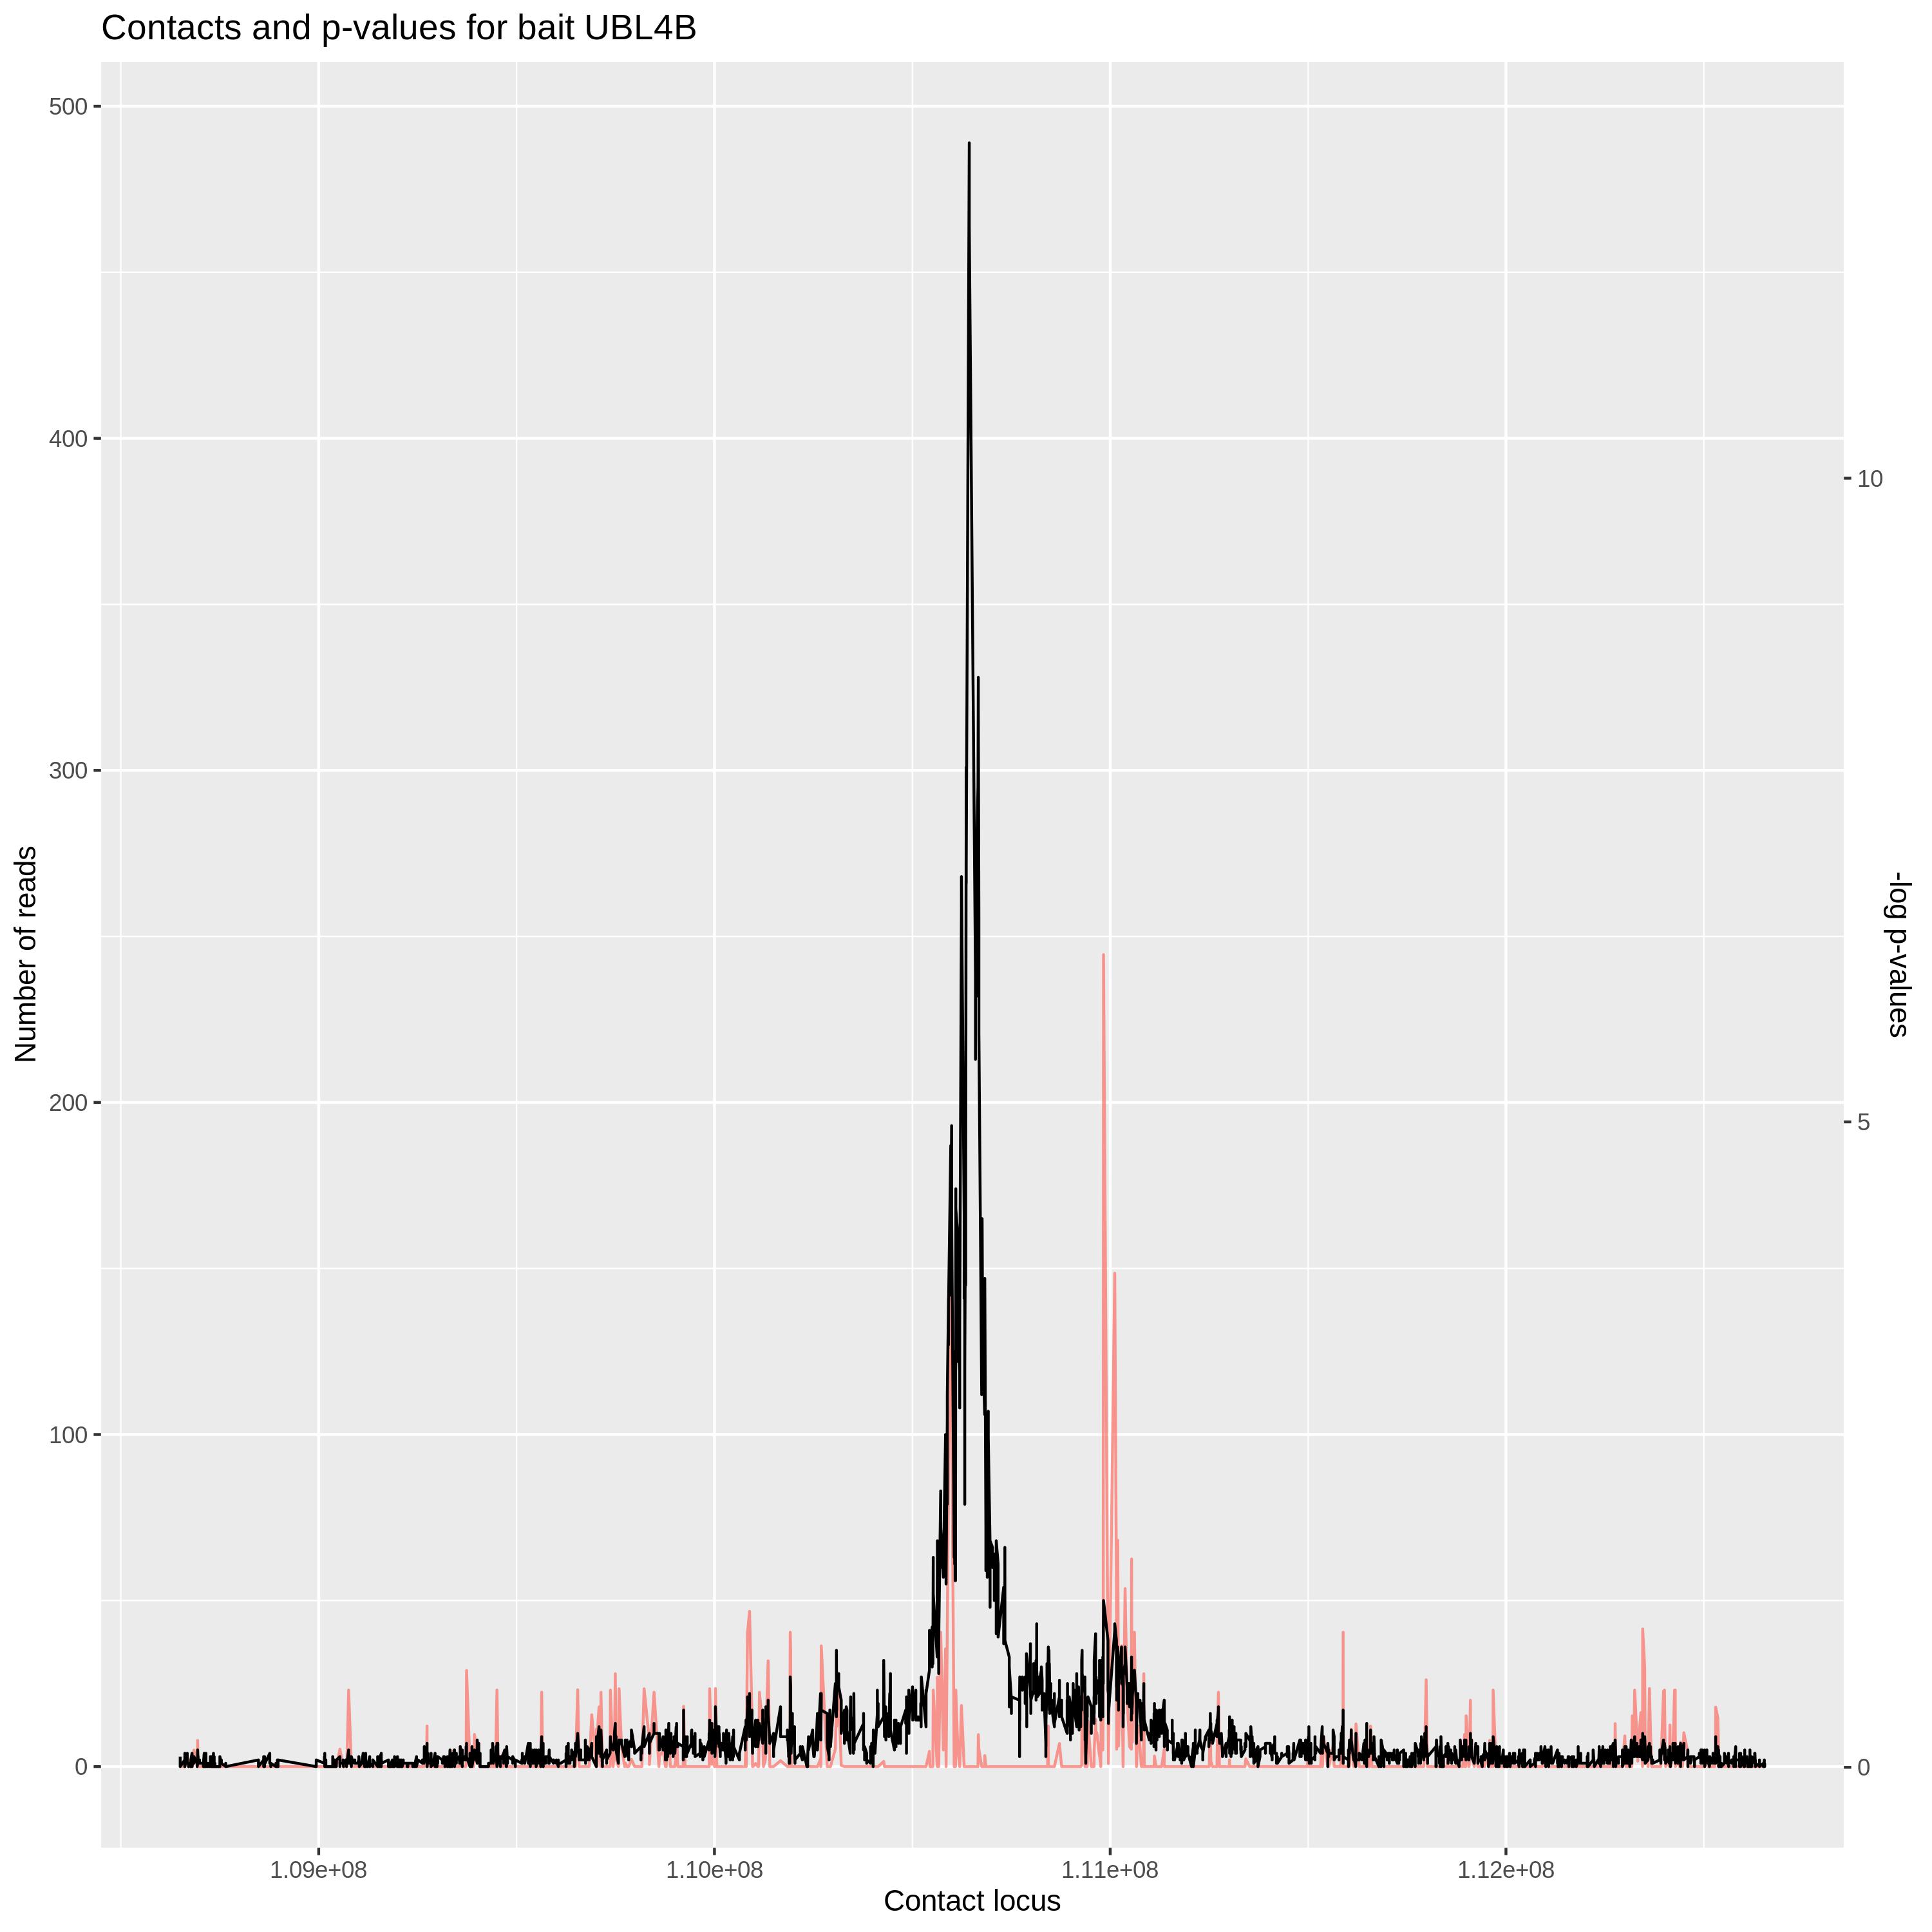 Contacts and p-values for bait UBL4B
500
400
300
200
100
0
Number of reads
10
5
0
-log p-values
1.09e+08 1.10e+08 1.11e+08 1.12e+08
Contact locus